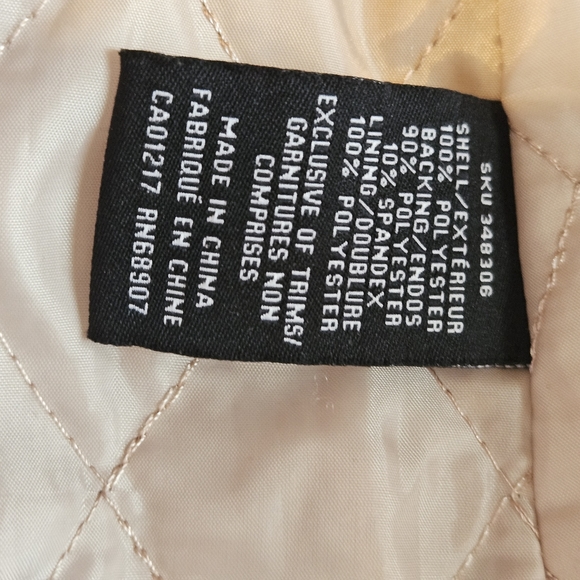 SKU 348306
SHELL/EXTÉRIEUR
100% POLYESTER
BACKING/ENDOS
90% POLYESTER
10% SPANDEX
LINING/DOUBLURE
100% POLYESTER
EXCLUSIVE OF TRIMS/
GARNITURES NON
COMPRISES
MADE IN CHINA
FABRIQUÉ EN CHINE
CA01217 RN68907